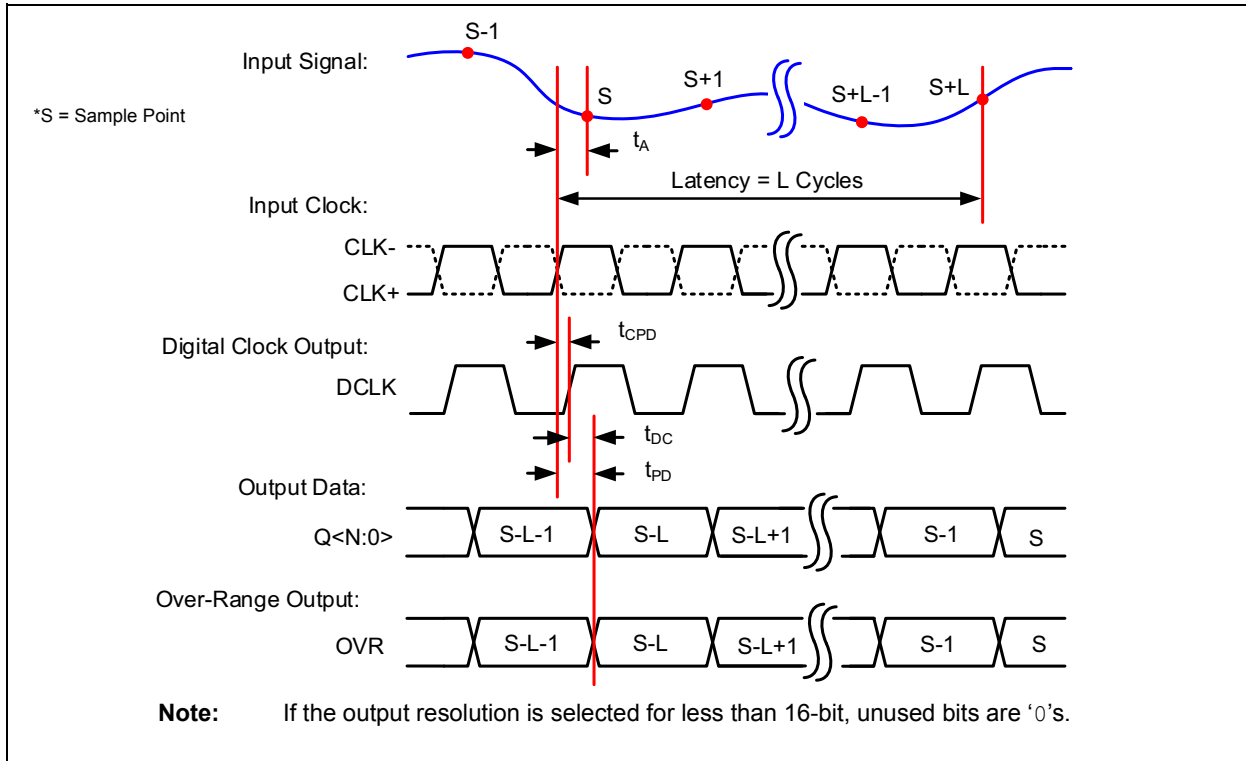 S-1
Input Signal:
S
S+1
S+L-1
S+L
*S = Sample Point
tA
Latency = L Cycles
Input Clock:
CLK-
CLK+
tCPD
Digital Clock Output:
DCLK
tDC
tPD
Output Data:
Q<N:0>
S-L-1
S-L
S-L+1
S-1
S
Over-Range Output:
OVR
S-L-1
S-L
S-L+1
S-1
S
Note: If the output resolution is selected for less than 16-bit, unused bits are ‘0’s.